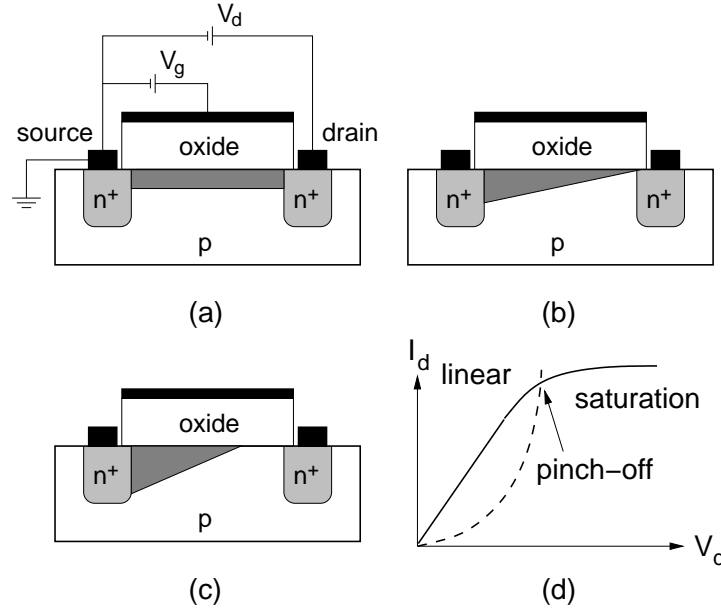 V_d
V_g
source
oxide
drain
n+
n+
p
(a)
oxide
n+
n+
p
(b)
oxide
n+
n+
p
(c)
I_d
linear
saturation
pinch-off
V_d
(d)